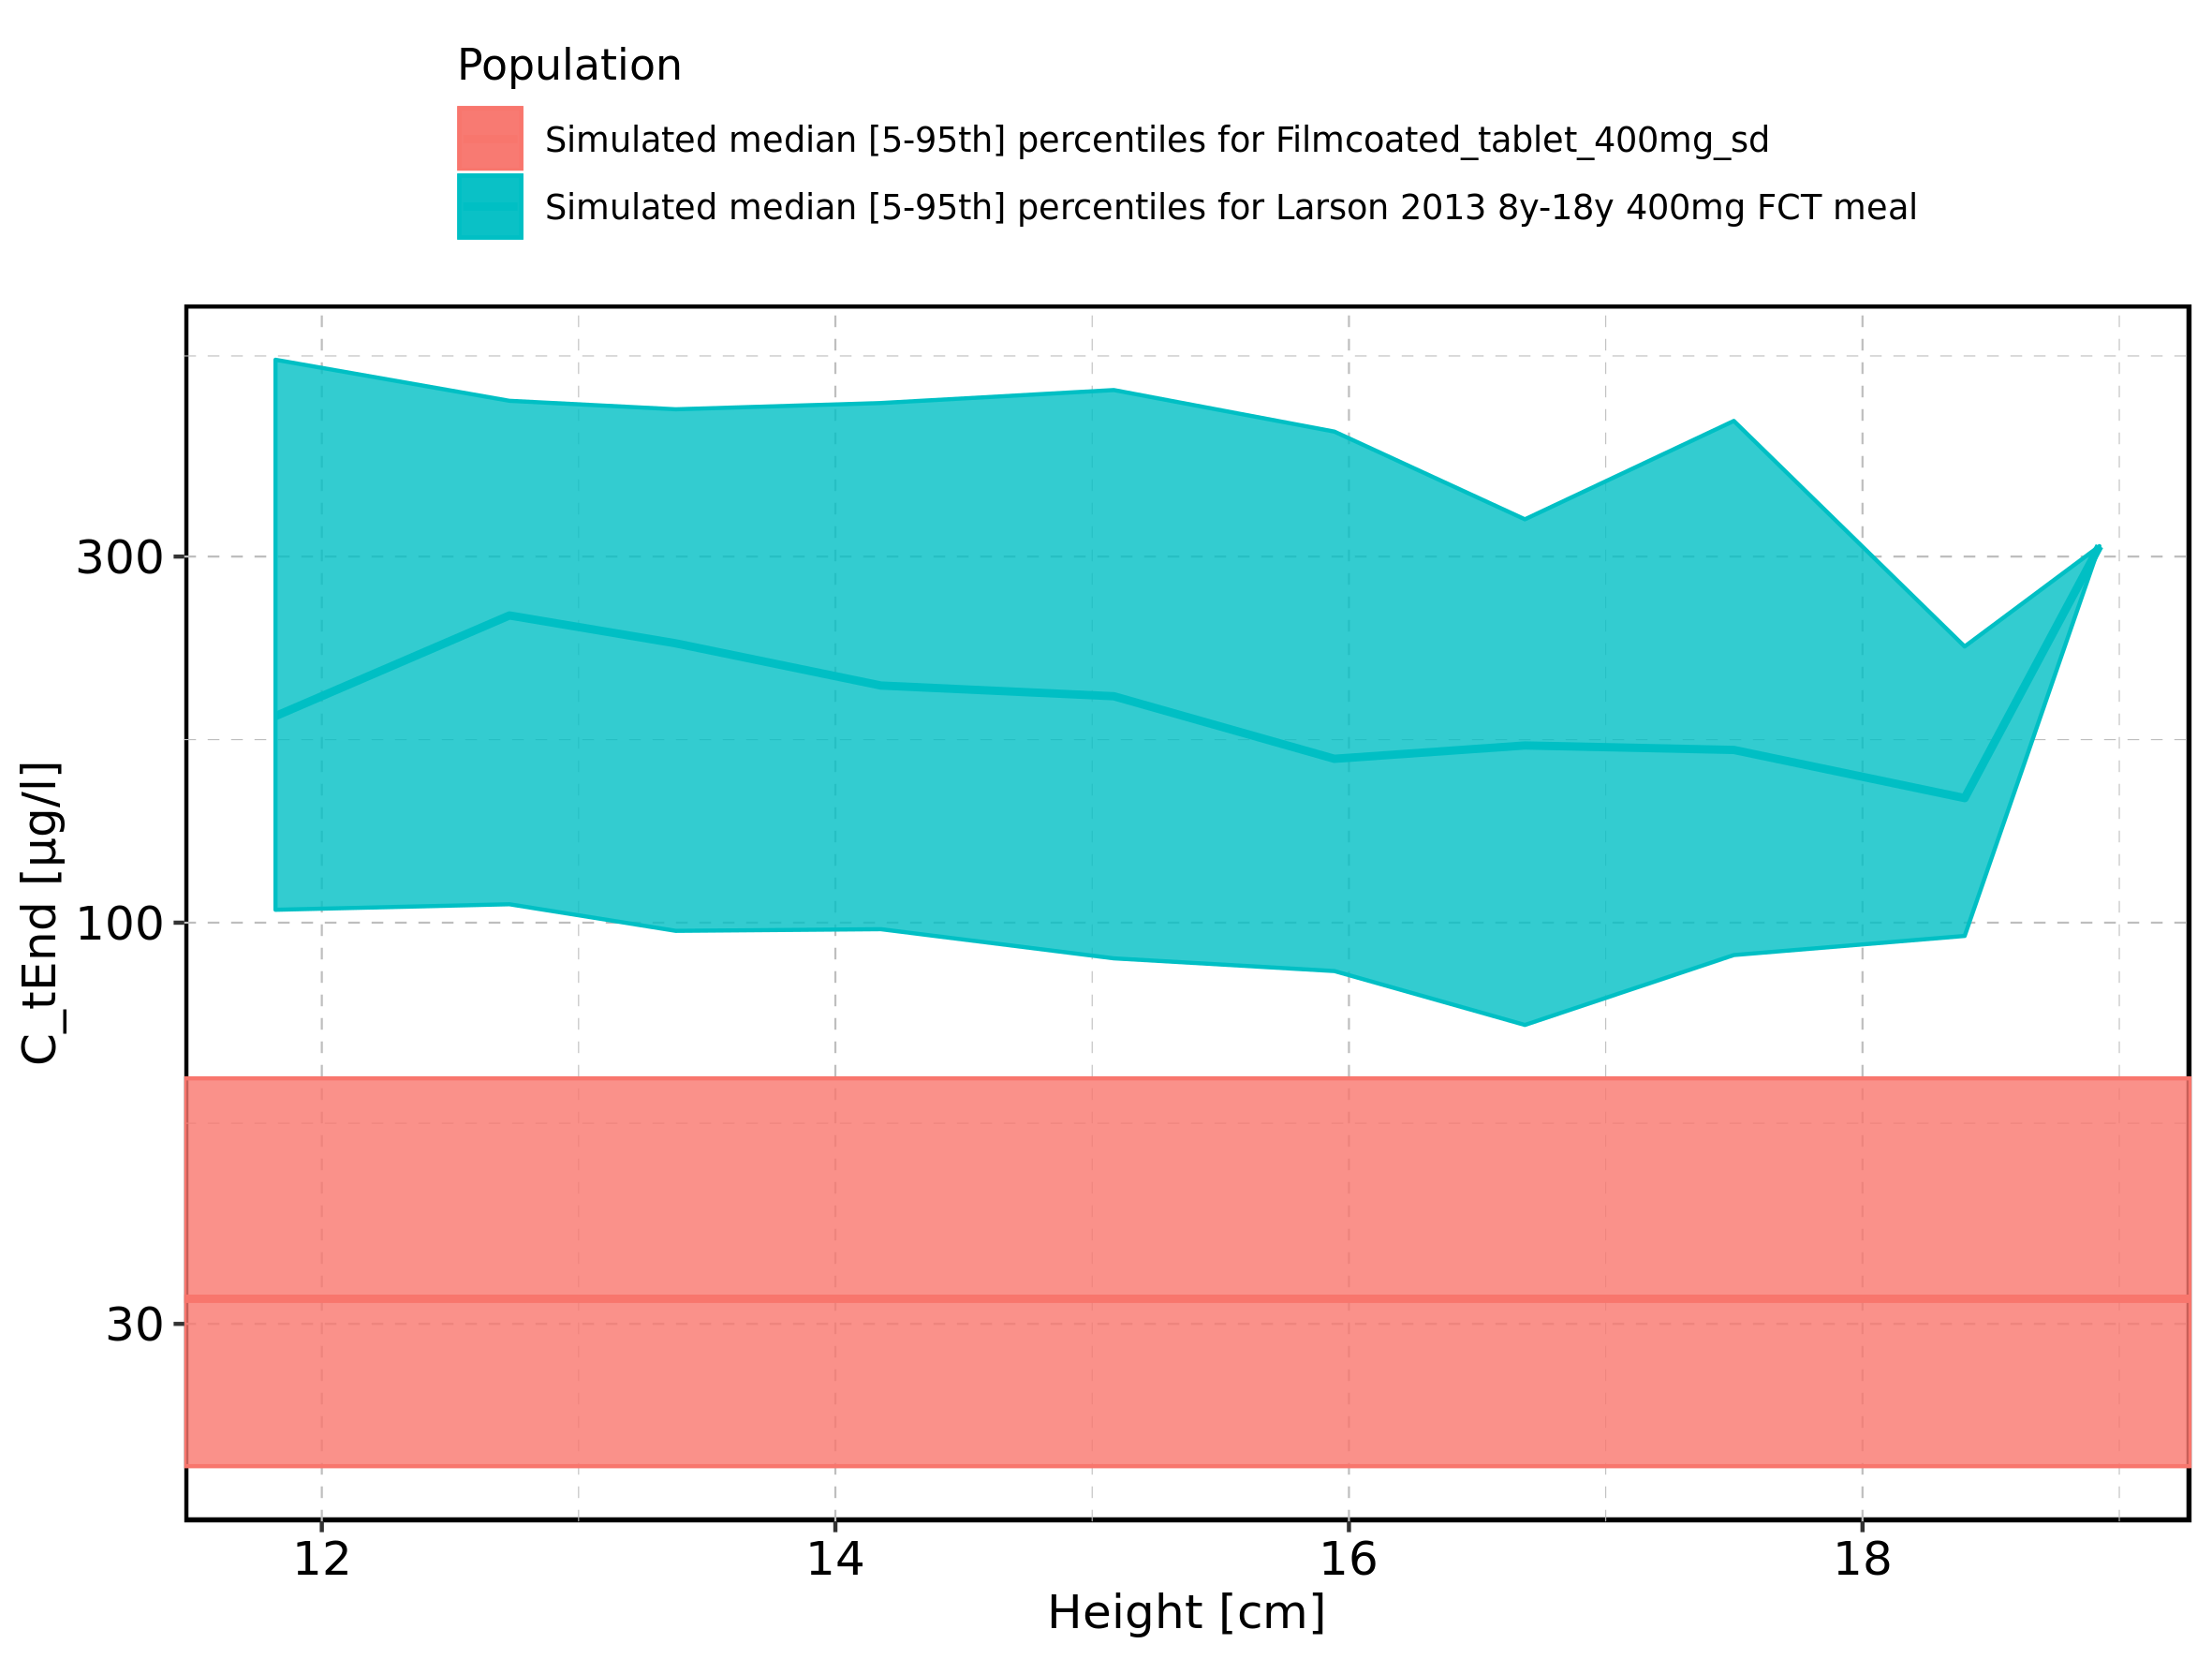 Population
Simulated median [5-95th] percentiles for Filmcoated_tablet_400mg_sd
Simulated median [5-95th] percentiles for Larson 2013 8y-18y 400mg FCT meal
300
100
30
C_tEnd [µg/l]
12 14 16 18
Height [cm]